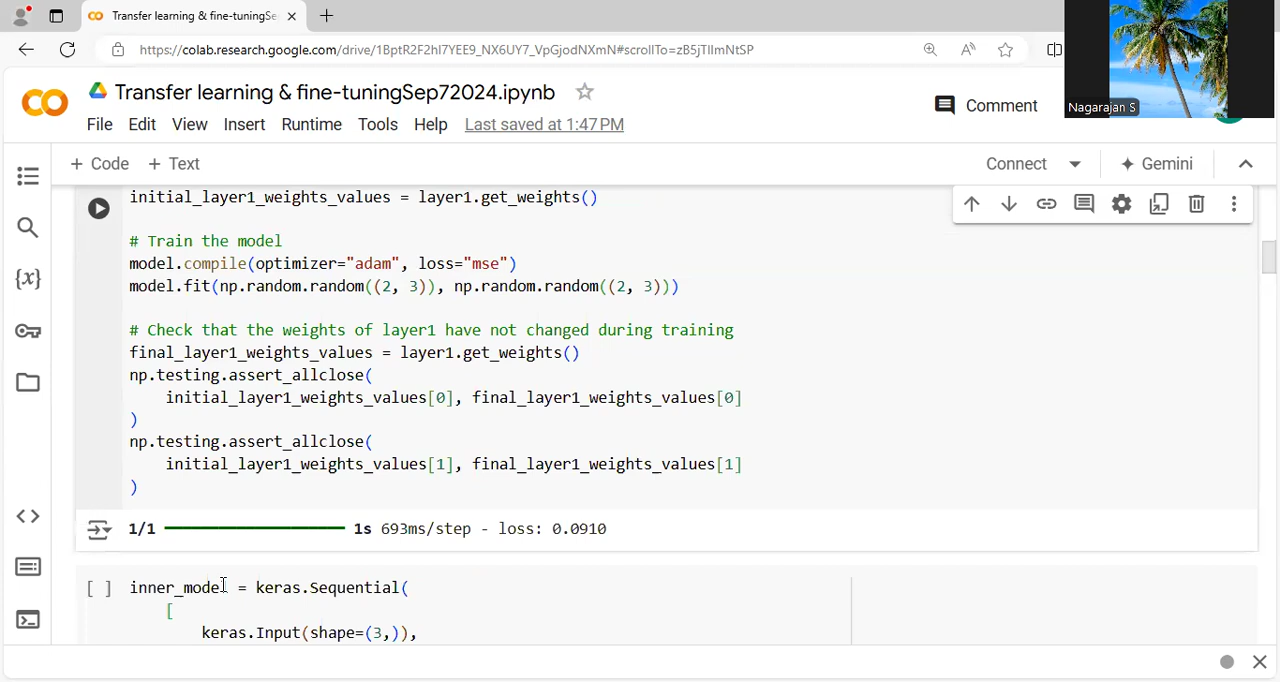 Transfer learning & fine-tuningSe
https://colab.research.google.com/drive/1BptR2F2hI7YEE9_NX6UY7_VpGjodNXmN#scrollTo=zB5jTIImNtSP
Transfer learning & fine-tuningSep72024.ipynb
Comment
Nagarajan S
File Edit View Insert Runtime Tools Help Last saved at 1:47 PM
+ Code + Text
Connect
Gemini
initial_layer1_weights_values = layer1.get_weights()
# Train the model
model.compile(optimizer="adam", loss="mse")
model.fit(np.random.random((2, 3)), np.random.random((2, 3)))
# Check that the weights of layer1 have not changed during training
final_layer1_weights_values = layer1.get_weights()
np.testing.assert_allclose(
initial_layer1_weights_values[0], final_layer1_weights_values[0]
)
np.testing.assert_allclose(
initial_layer1_weights_values[1], final_layer1_weights_values[1]
)
1/1 1s 693ms/step - loss: 0.0910
[ ] inner_model = keras.Sequential(
[
keras.Input(shape=(3,)),